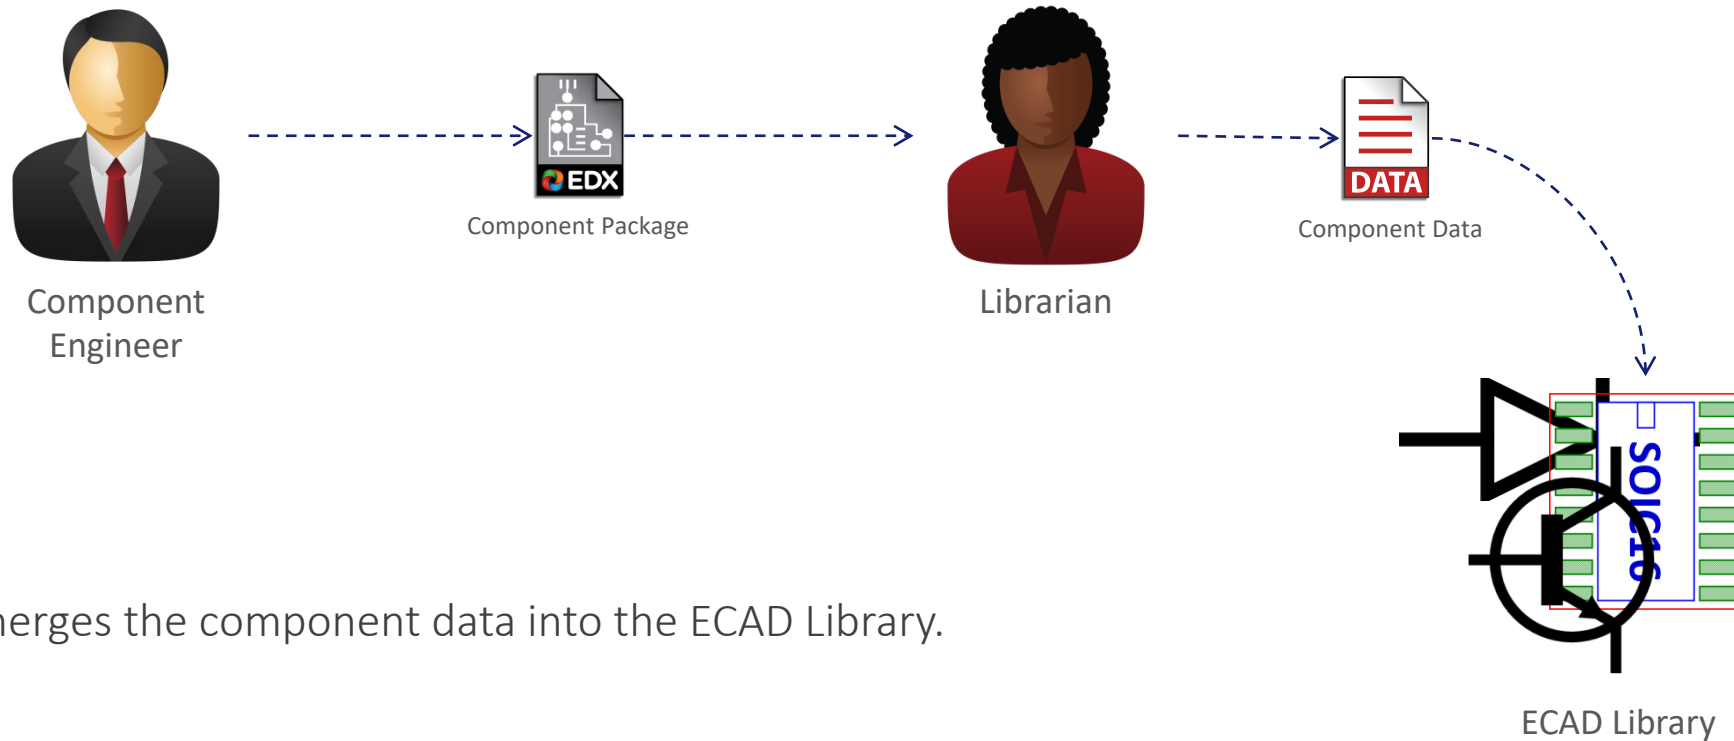 EDX
Component Package
DATA
Component Data
Component
Engineer
Librarian
SOIC16
merges the component data into the ECAD Library.
ECAD Library